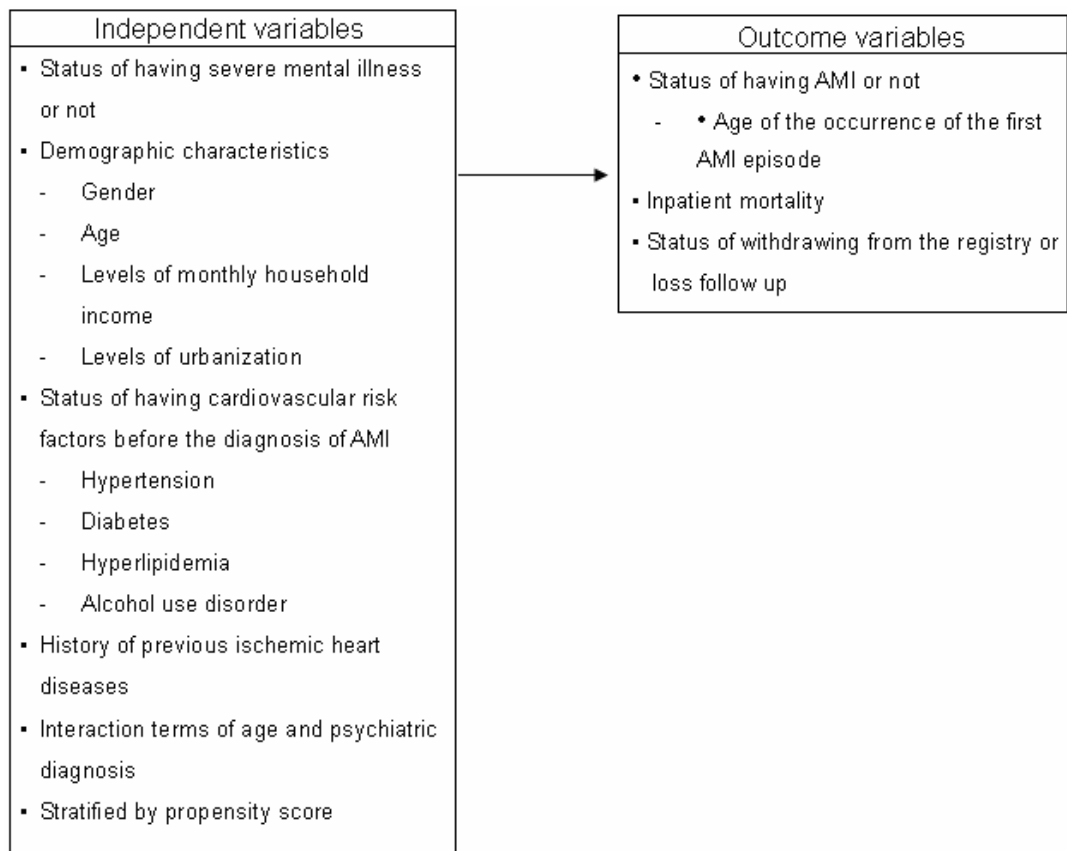 Independent variables
▪ Status of having severe mental illness
or not
▪ Demographic characteristics
- Gender
- Age
- Levels of monthly household
income
- Levels of urbanization
▪ Status of having cardiovascular risk
factors before the diagnosis of AMI
- Hypertension
- Diabetes
- Hyperlipidemia
- Alcohol use disorder
▪ History of previous ischemic heart
diseases
▪ Interaction terms of age and psychiatric
diagnosis
▪ Stratified by propensity score
Outcome variables
• Status of having AMI or not
- • Age of the occurrence of the first
AMI episode
▪ Inpatient mortality
▪ Status of withdrawing from the registry or
loss follow up